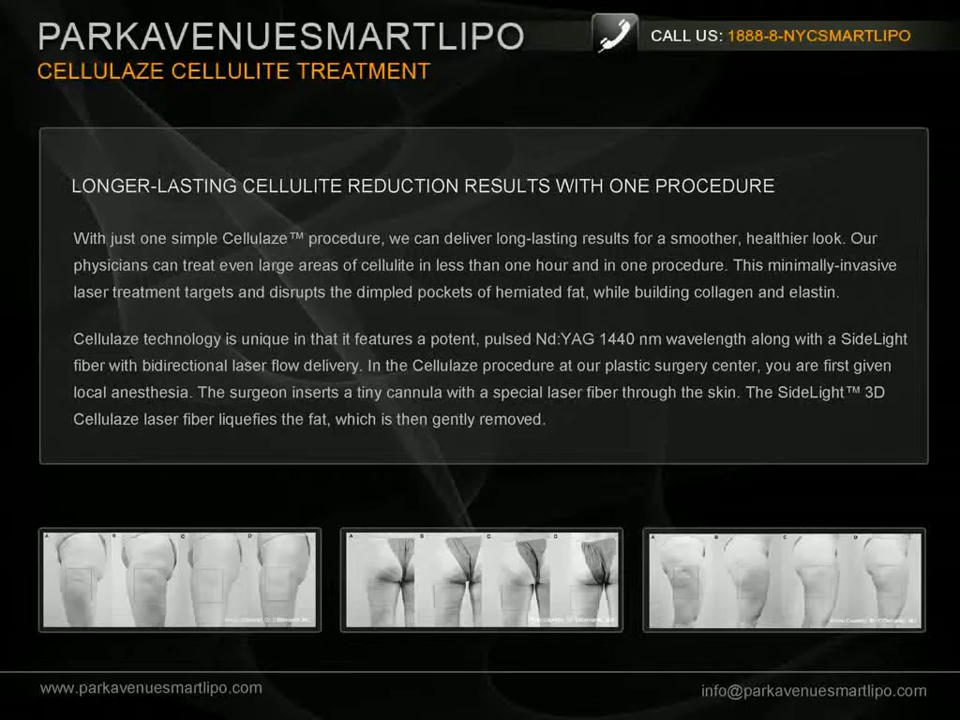 PARKAVENUESMARTLIPO
CALL US: 1888-8-NYCSMARTLIPO
CELLULAZE CELLULITE TREATMENT
LONGER-LASTING CELLULITE REDUCTION RESULTS WITH ONE PROCEDURE
With just one simple Cellulaze™ procedure, we can deliver long-lasting results for a smoother, healthier look. Our
physicians can treat even large areas of cellulite in less than one hour and in one procedure. This minimally-invasive
laser treatment targets and disrupts the dimpled pockets of herniated fat, while building collagen and elastin.
Cellulaze technology is unique in that it features a potent, pulsed Nd:YAG 1440 nm wavelength along with a SideLight
fiber with bidirectional laser flow delivery. In the Cellulaze procedure at our plastic surgery center, you are first given
local anesthesia. The surgeon inserts a tiny cannula with a special laser fiber through the skin. The SideLight™ 3D
Cellulaze laser fiber liquefies the fat, which is then gently removed.
A B C D
A B C D
A B C D
www.parkavenuesmartlipo.com
info@parkavenuesmartlipo.com